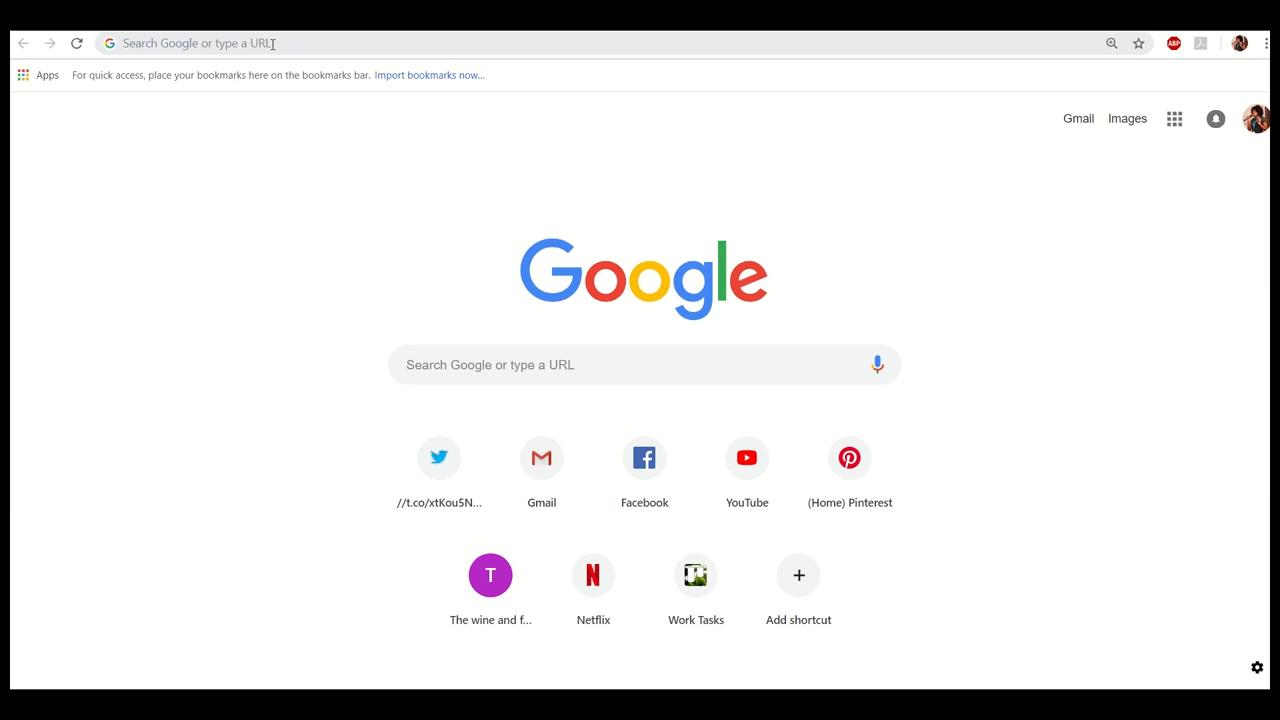 Search Google or type a URL
ABP
Apps
For quick access, place your bookmarks here on the bookmarks bar. Import bookmarks now...
Gmail Images
Google
Search Google or type a URL
//t.co/xtKou5N... Gmail Facebook YouTube (Home) Pinterest
T
The wine and f... Netflix Work Tasks Add shortcut